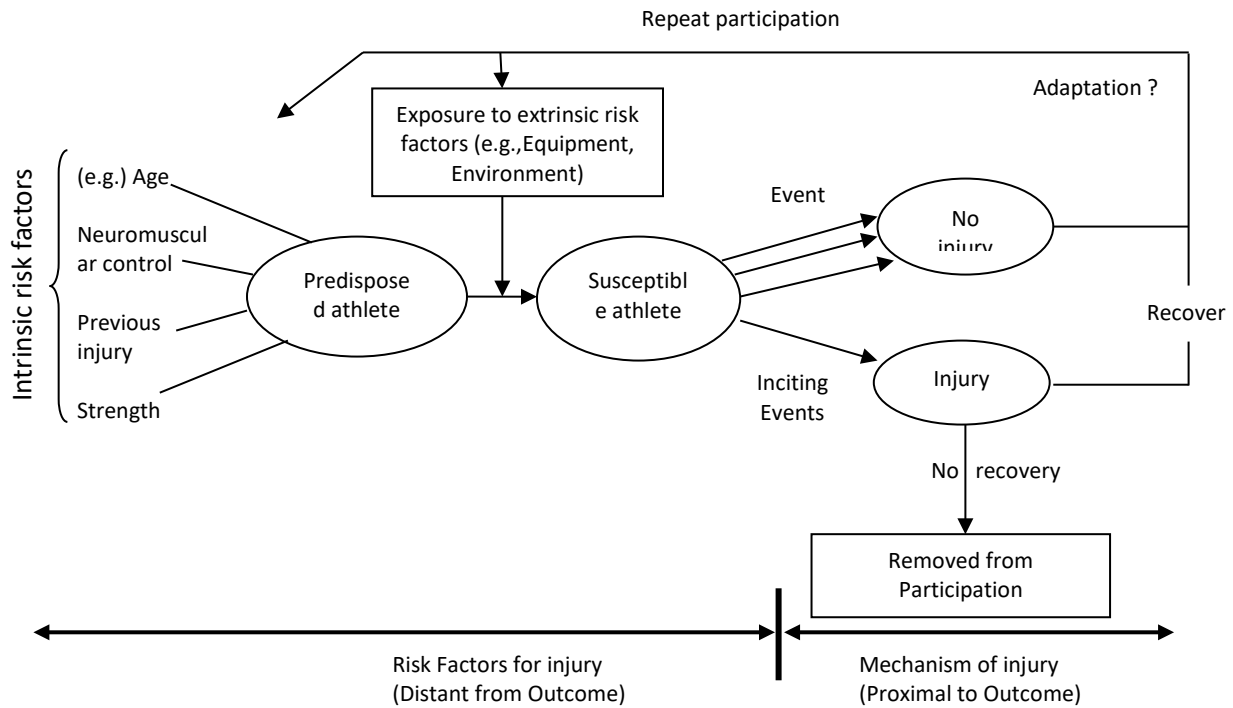 Repeat participation
Adaptation ?
Exposure to extrinsic risk
factors (e.g.,Equipment,
Environment)
Intrinsic risk factors
(e.g.) Age
Neuromuscul
ar control
Previous
injury
Strength
Predispose
d athlete
Susceptibl
e athlete
Event
No
injury
Recover
Inciting
Events
Injury
No recovery
Removed from
Participation
Risk Factors for injury
(Distant from Outcome)
Mechanism of injury
(Proximal to Outcome)